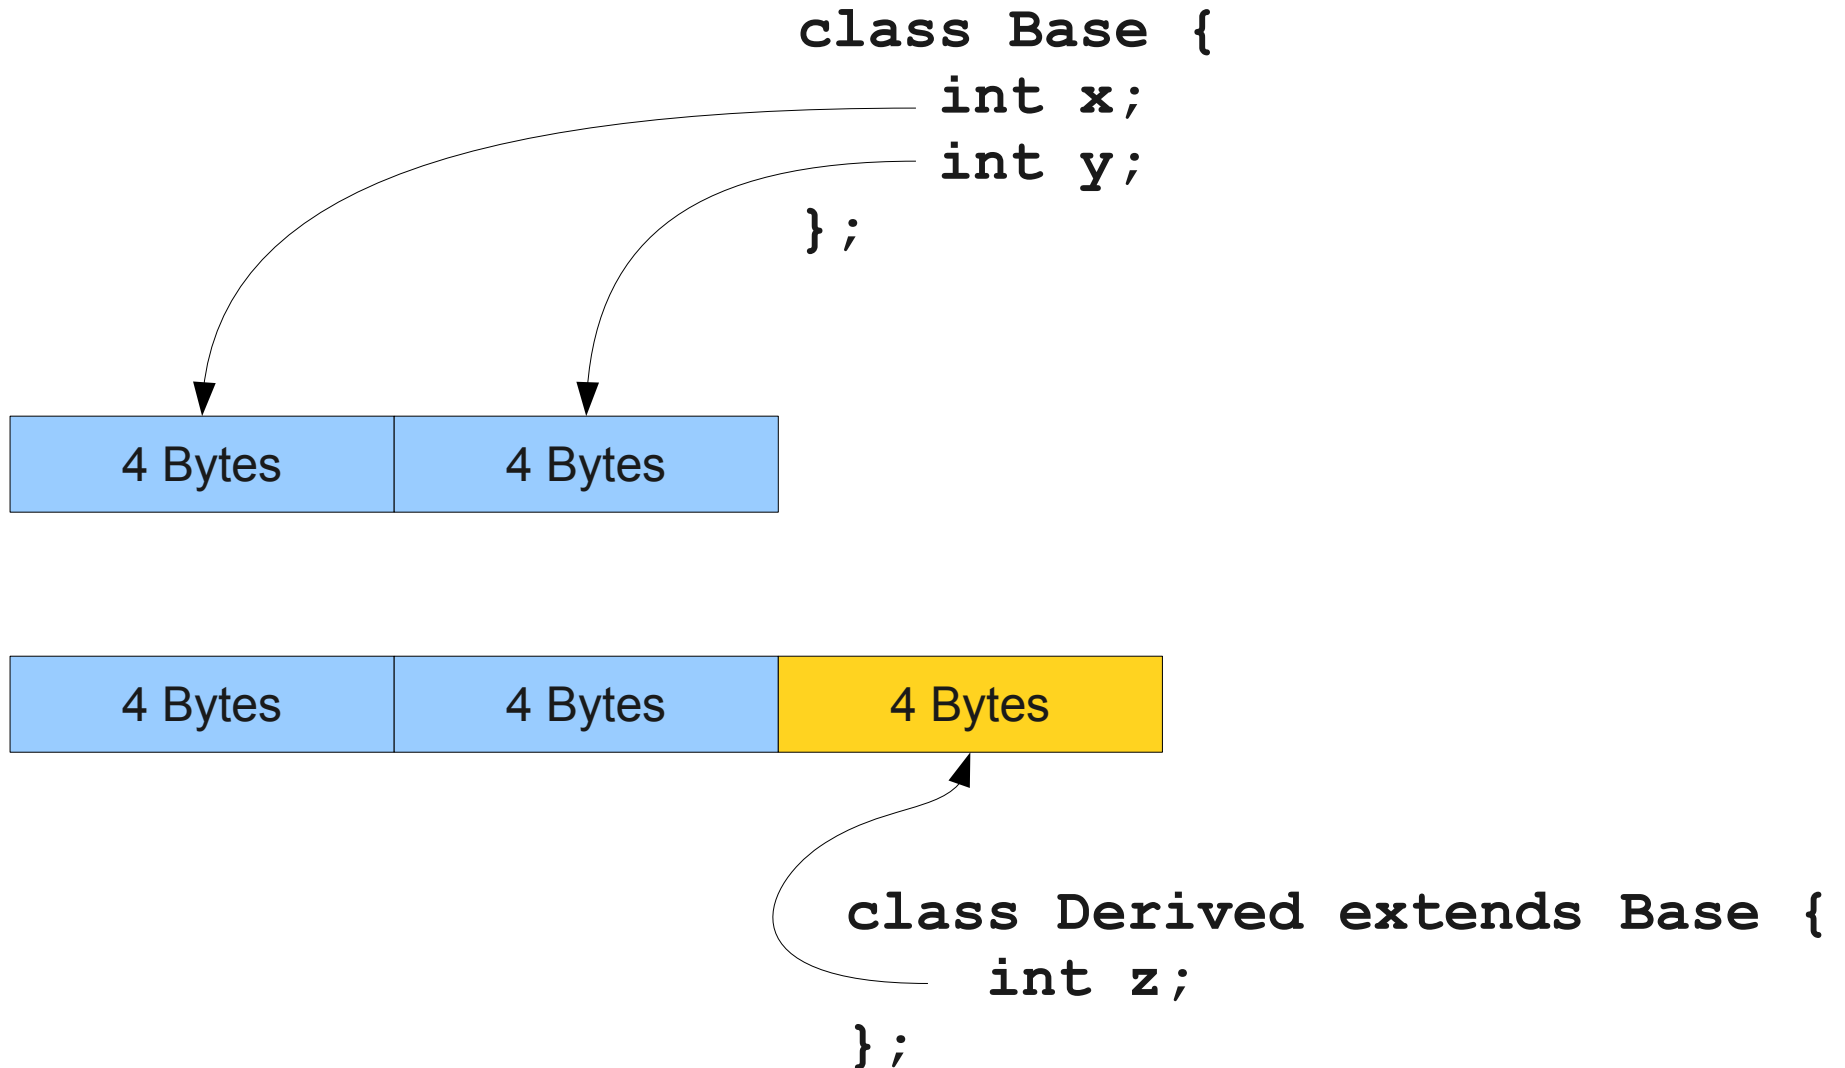 class Base {
int x;
int y;
};
4 Bytes 4 Bytes
4 Bytes 4 Bytes 4 Bytes
class Derived extends Base {
int z;
};